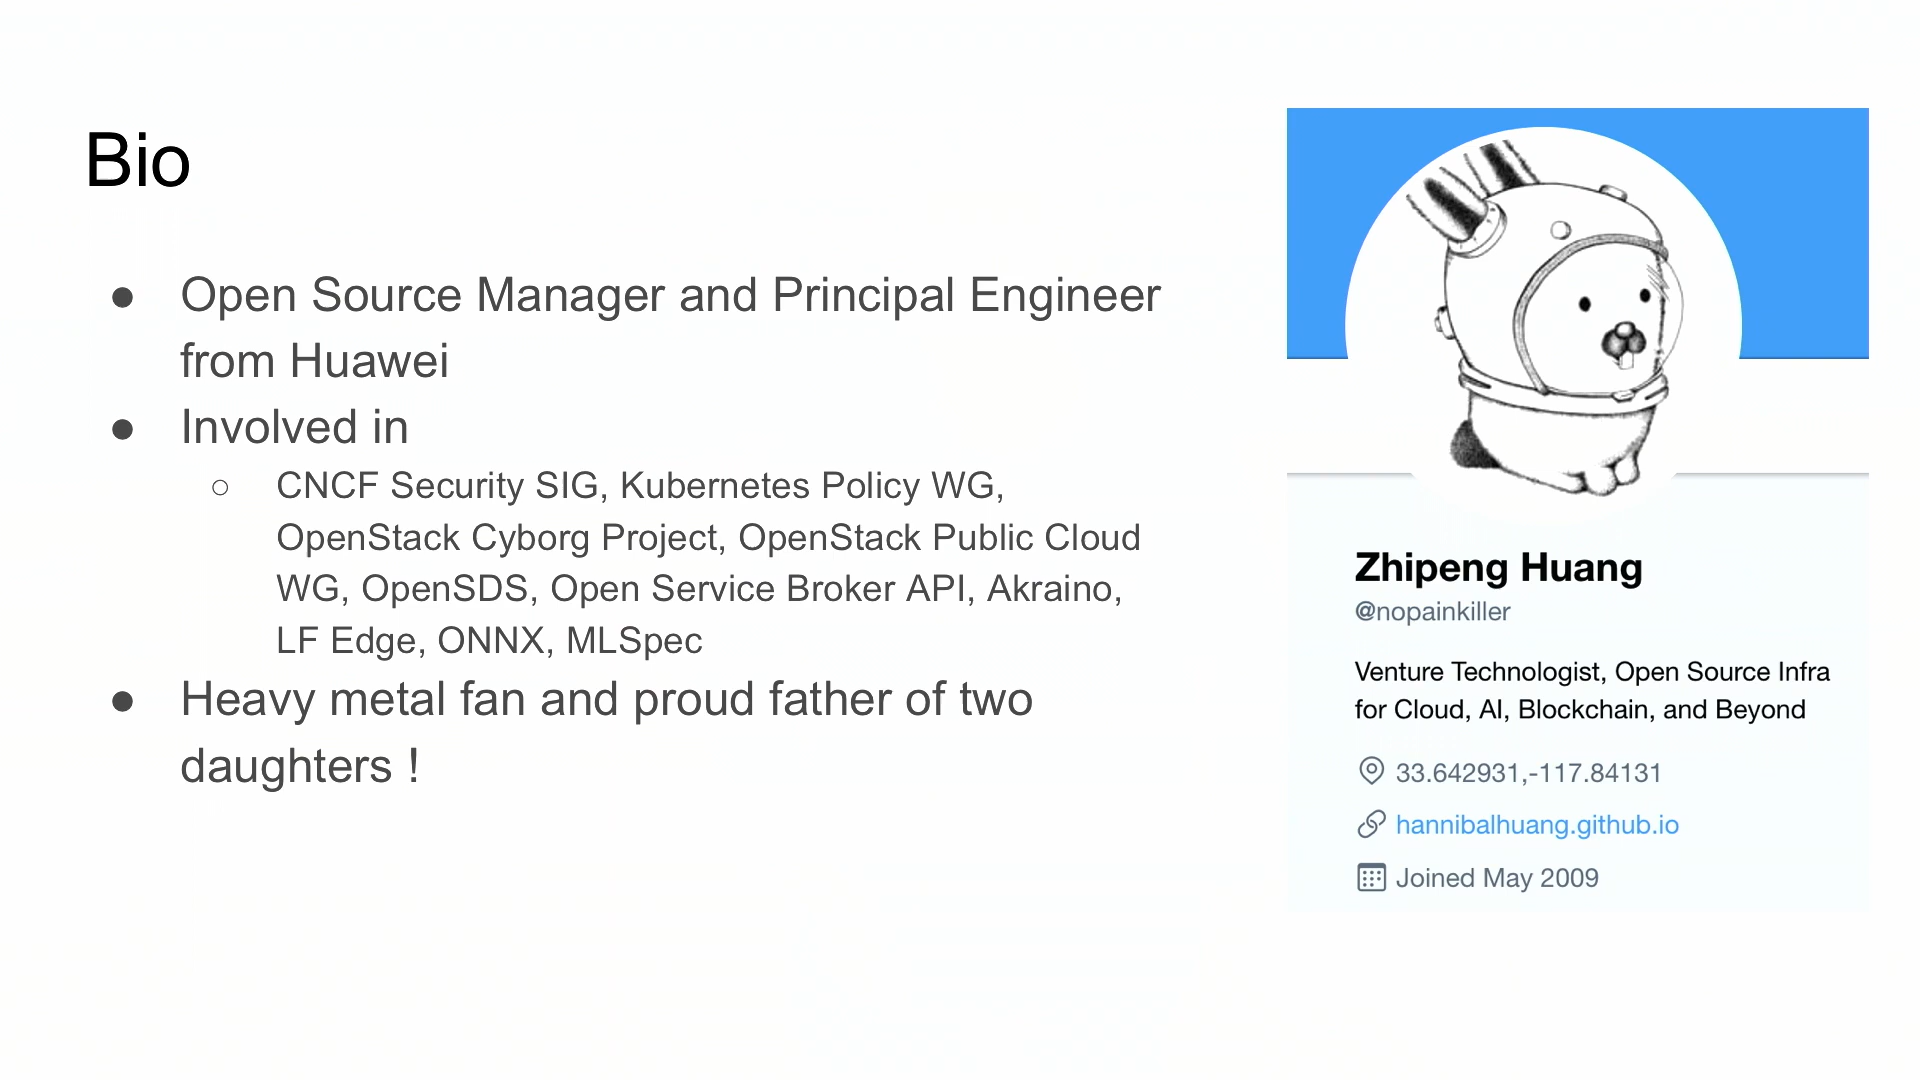 Bio
● Open Source Manager and Principal Engineer
from Huawei
● Involved in
○ CNCF Security SIG, Kubernetes Policy WG,
OpenStack Cyborg Project, OpenStack Public Cloud
WG, OpenSDS, Open Service Broker API, Akraino,
LF Edge, ONNX, MLSpec
● Heavy metal fan and proud father of two
daughters !
Zhipeng Huang
@nopainkiller
Venture Technologist, Open Source Infra
for Cloud, AI, Blockchain, and Beyond
33.642931,-117.84131
hannibalhuang.github.io
Joined May 2009